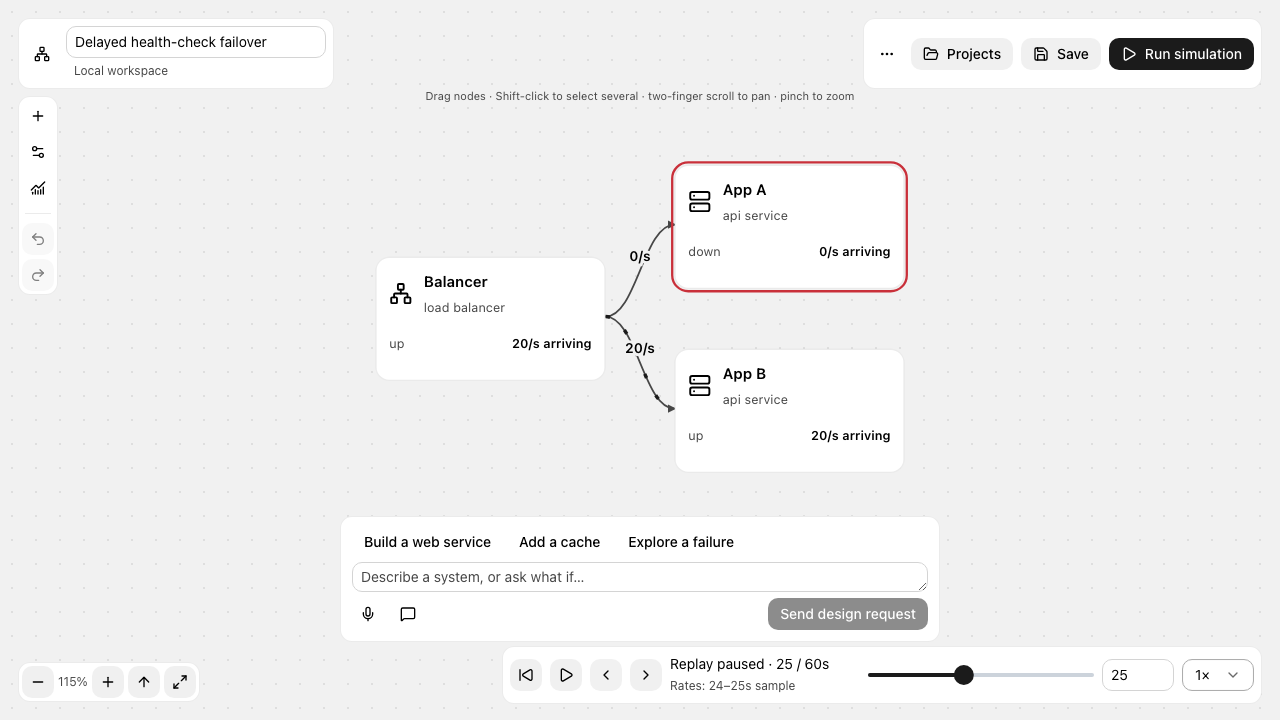 Delayed health-check failover
Local workspace
Projects
Save
Run simulation
Drag nodes · Shift-click to select several · two-finger scroll to pan · pinch to zoom
App A
api service
down
0/s arriving
0/s
Balancer
load balancer
up
20/s arriving
20/s
App B
api service
up
20/s arriving
Build a web service
Add a cache
Explore a failure
Describe a system, or ask what if...
Send design request
115%
Replay paused · 25 / 60s
Rates: 24–25s sample
25
1×